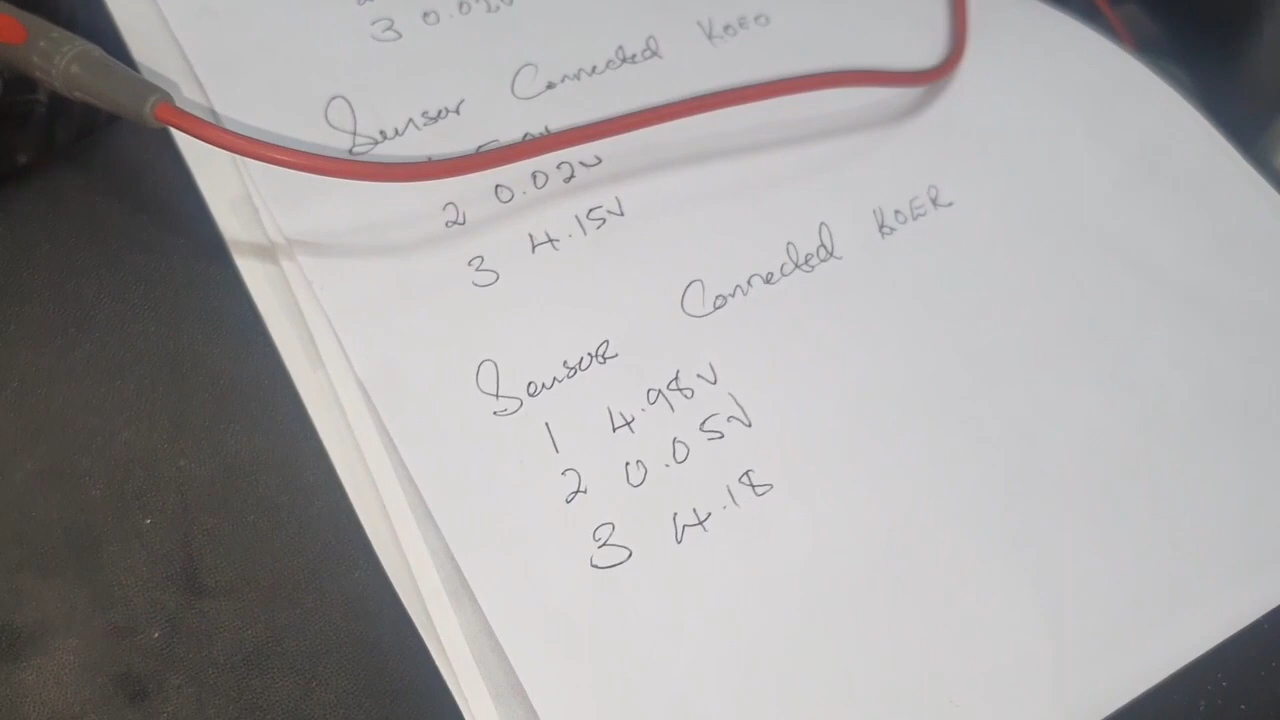 3 0.02V
Sensor Connected KOEO
2 0.02V
3 4.15V
Sensor Connected KOER
1 4.98V
2 0.05V
3 4.18